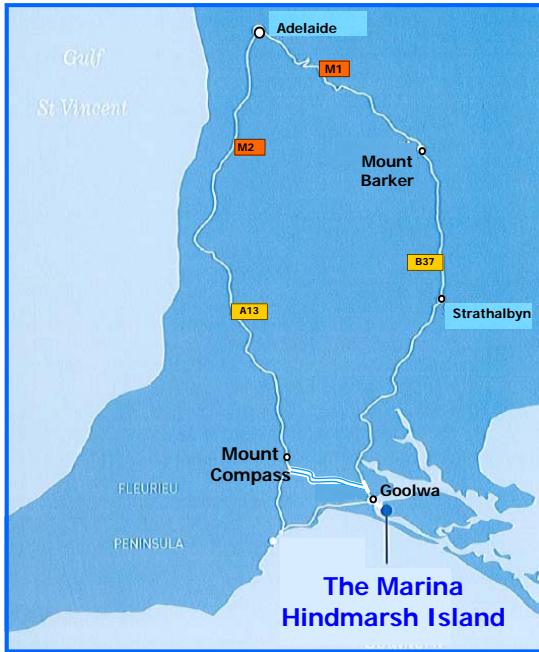 Adelaide
Gulf
St Vincent
M1
M2
Mount
Barker
B37
A13
Strathalbyn
Mount
Compass
Goolwa
FLEURIEU
PENINSULA
The Marina
Hindmarsh Island